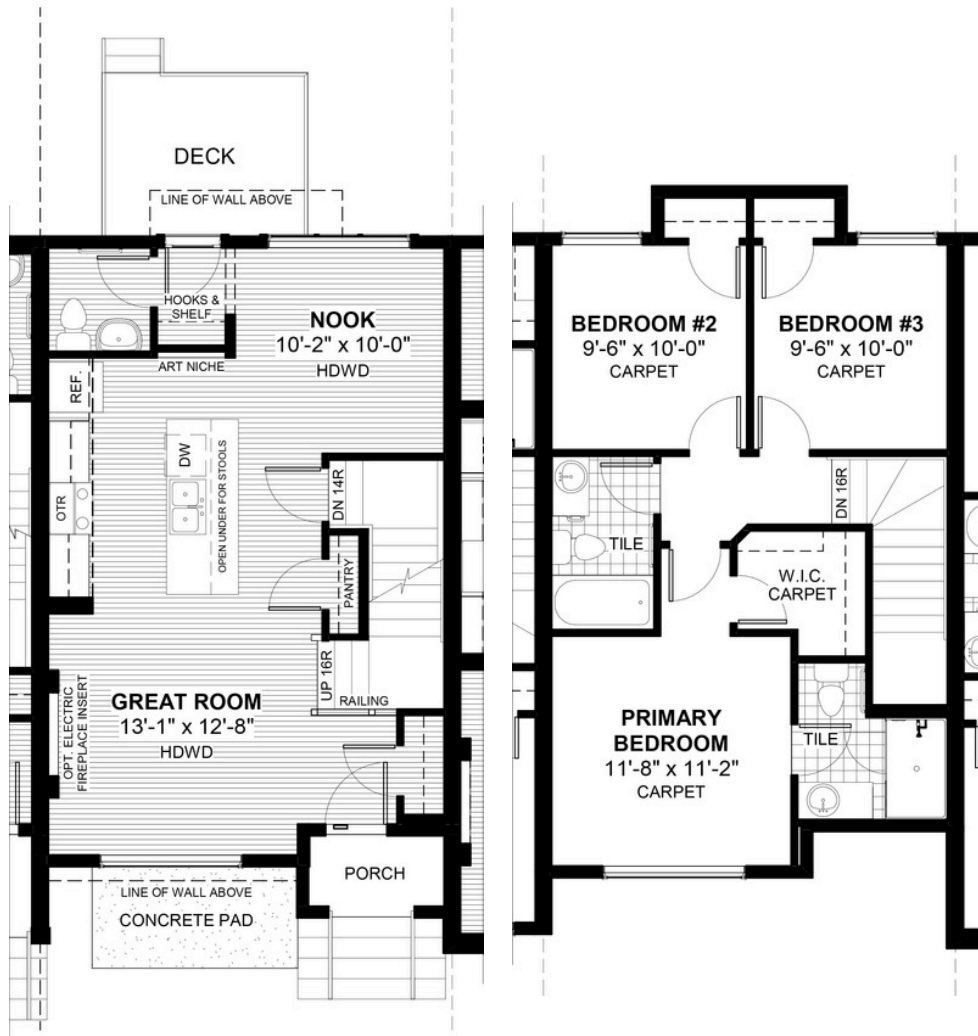 DECK
LINE OF WALL ABOVE
HOOKS &
SHELF
NOOK
10'-2" x 10'-0"
HDWD
ART NICHE
REF.
DW
OPEN UNDER FOR STOOLS
OTR
DN 14R
PANTRY
UP 16R
RAILING
GREAT ROOM
13'-1" x 12'-8"
HDWD
OPT. ELECTRIC
FIREPLACE INSERT
PORCH
LINE OF WALL ABOVE
CONCRETE PAD
BEDROOM #2
9'-6" x 10'-0"
CARPET
BEDROOM #3
9'-6" x 10'-0"
CARPET
DN 16R
TILE
W.I.C.
CARPET
PRIMARY
BEDROOM
11'-8" x 11'-2"
CARPET
TILE